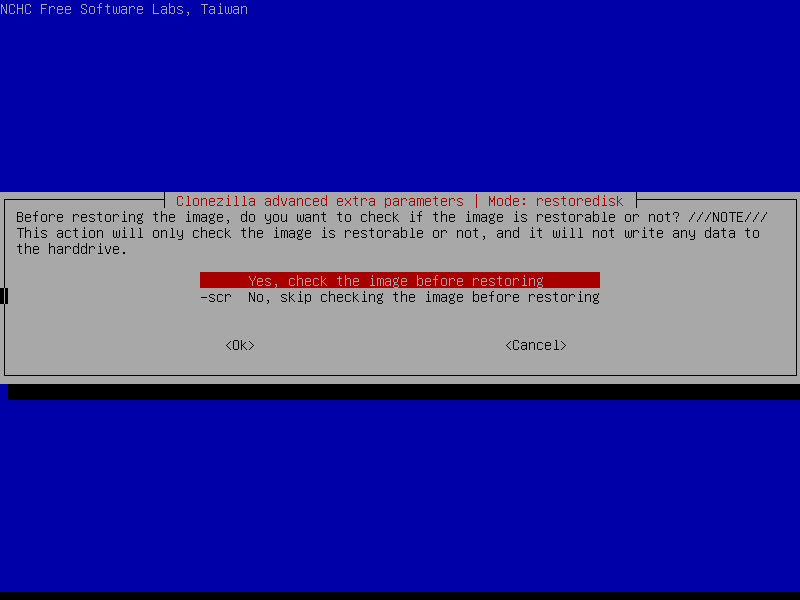 NCHC Free Software Labs, Taiwan
Clonezilla advanced extra parameters | Mode: restoredisk
Before restoring the image, do you want to check if the image is restorable or not? ///NOTE///
This action will only check the image is restorable or not, and it will not write any data to
the harddrive.
Yes, check the image before restoring
-scr  No, skip checking the image before restoring
<Ok> <Cancel>